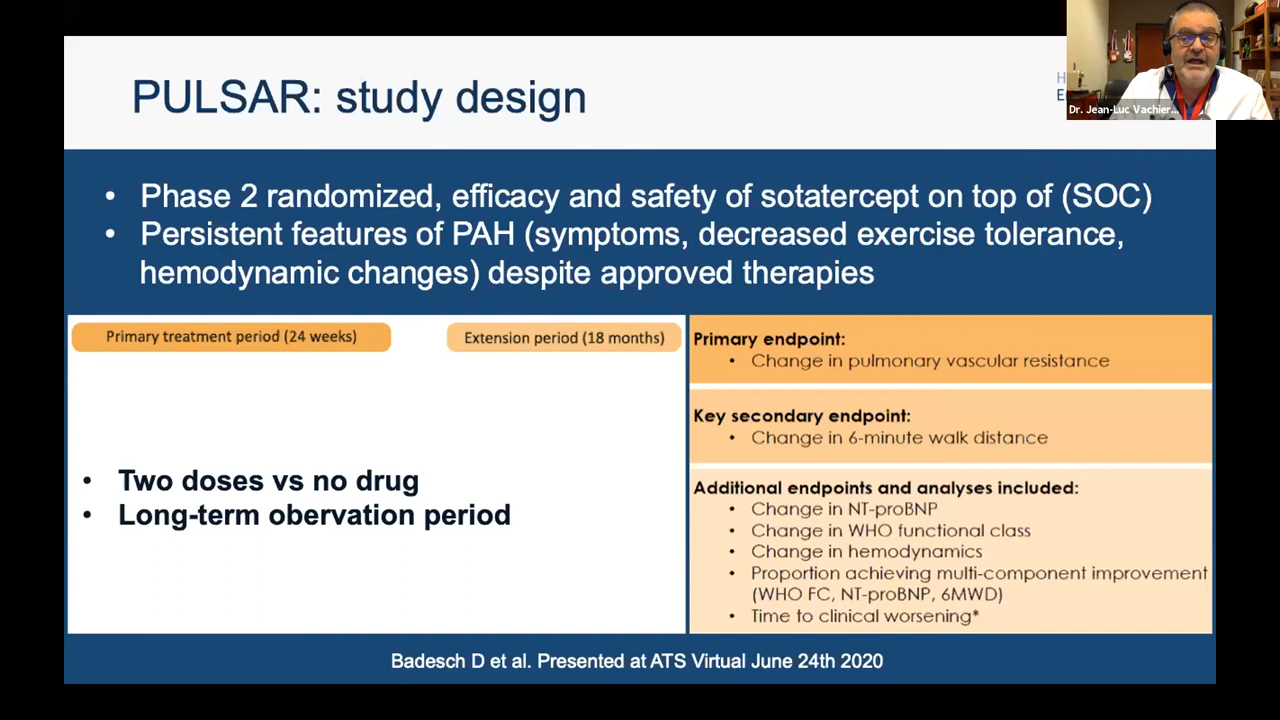 PULSAR: study design
H
E
Dr. Jean-Luc Vachier...
• Phase 2 randomized, efficacy and safety of sotatercept on top of (SOC)
• Persistent features of PAH (symptoms, decreased exercise tolerance,
hemodynamic changes) despite approved therapies
Primary treatment period (24 weeks)
Extension period (18 months)
• Two doses vs no drug
• Long-term obervation period
Primary endpoint:
• Change in pulmonary vascular resistance
Key secondary endpoint:
• Change in 6-minute walk distance
Additional endpoints and analyses included:
• Change in NT-proBNP
• Change in WHO functional class
• Change in hemodynamics
• Proportion achieving multi-component improvement
(WHO FC, NT-proBNP, 6MWD)
• Time to clinical worsening*
Badesch D et al. Presented at ATS Virtual June 24th 2020